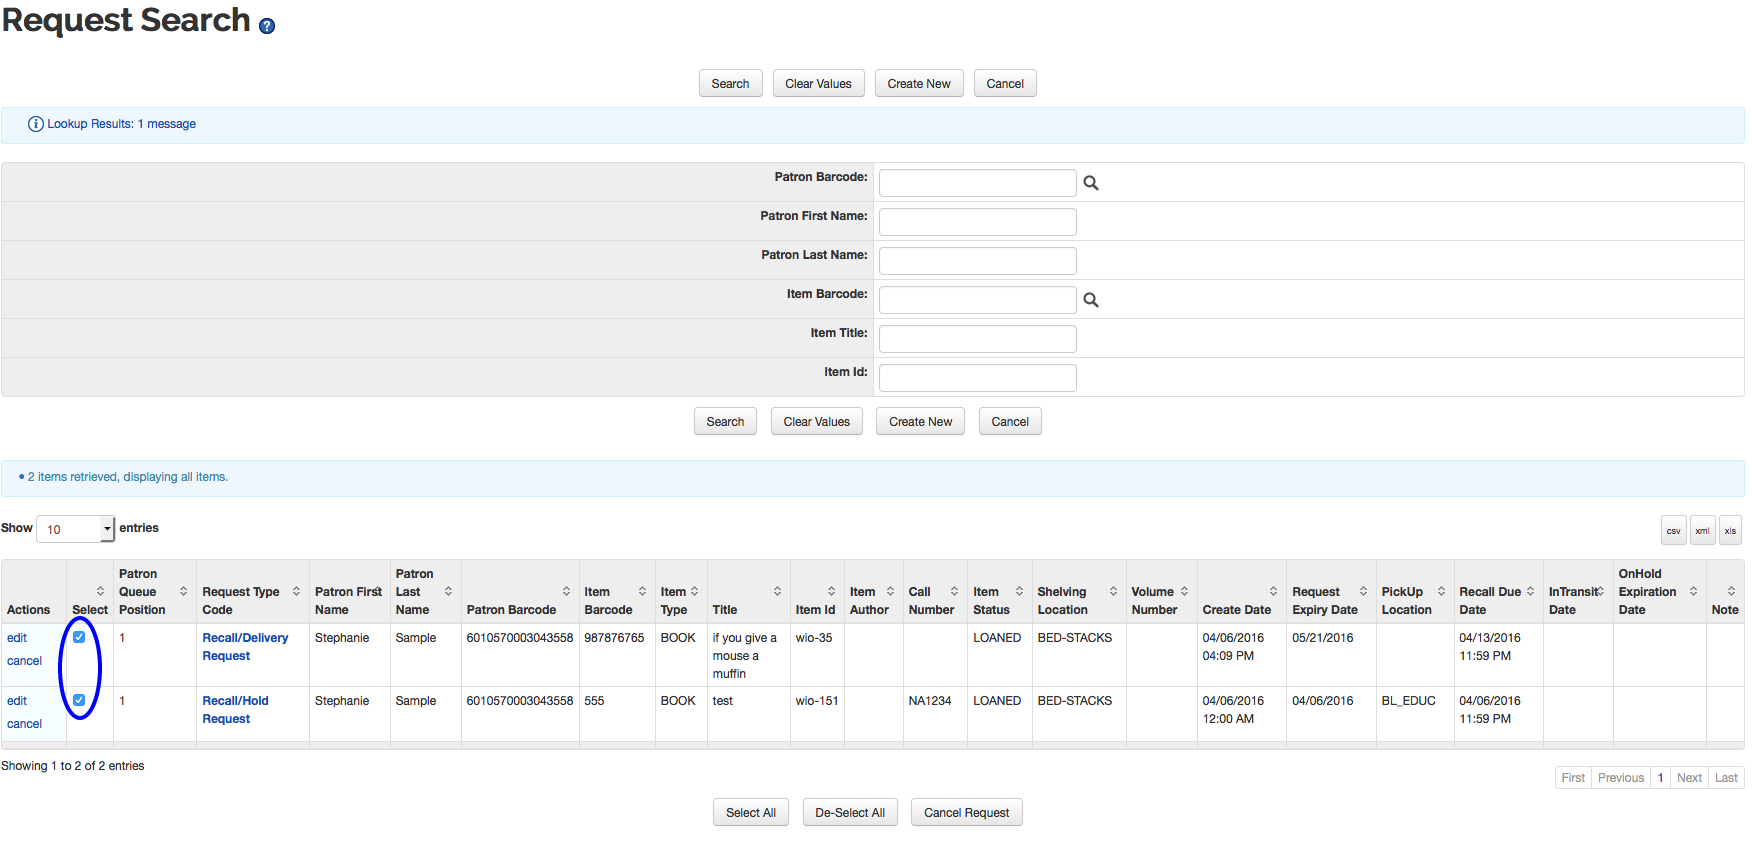 Request Search ?
Search Clear Values Create New Cancel
Lookup Results: 1 message
Patron Barcode:
Patron First Name:
Patron Last Name:
Item Barcode:
Item Title:
Item Id:
Search Clear Values Create New Cancel
• 2 items retrieved, displaying all items.
Show 10 entries
csv xml xls
Actions Select Patron Queue Position Request Type Code Patron First Name Patron Last Name Patron Barcode Item Barcode Item Type Title Item Id Item Author Call Number Item Status Shelving Location Volume Number Create Date Request Expiry Date PickUp Location Recall Due Date InTransit Date OnHold Expiration Date Note
edit 1 Recall/Delivery Stephanie Sample 6010570003043558 987876765 BOOK if you give a wio-35 LOANED BED-STACKS 04/06/2016 05/21/2016 04/13/2016
cancel Request mouse a 04:09 PM 11:59 PM
muffin
edit 1 Recall/Hold Stephanie Sample 6010570003043558 555 BOOK test wio-151 NA1234 LOANED BED-STACKS 04/06/2016 04/06/2016 BL_EDUC 04/06/2016
cancel Request 12:00 AM 11:59 PM
Showing 1 to 2 of 2 entries
First Previous 1 Next Last
Select All De-Select All Cancel Request